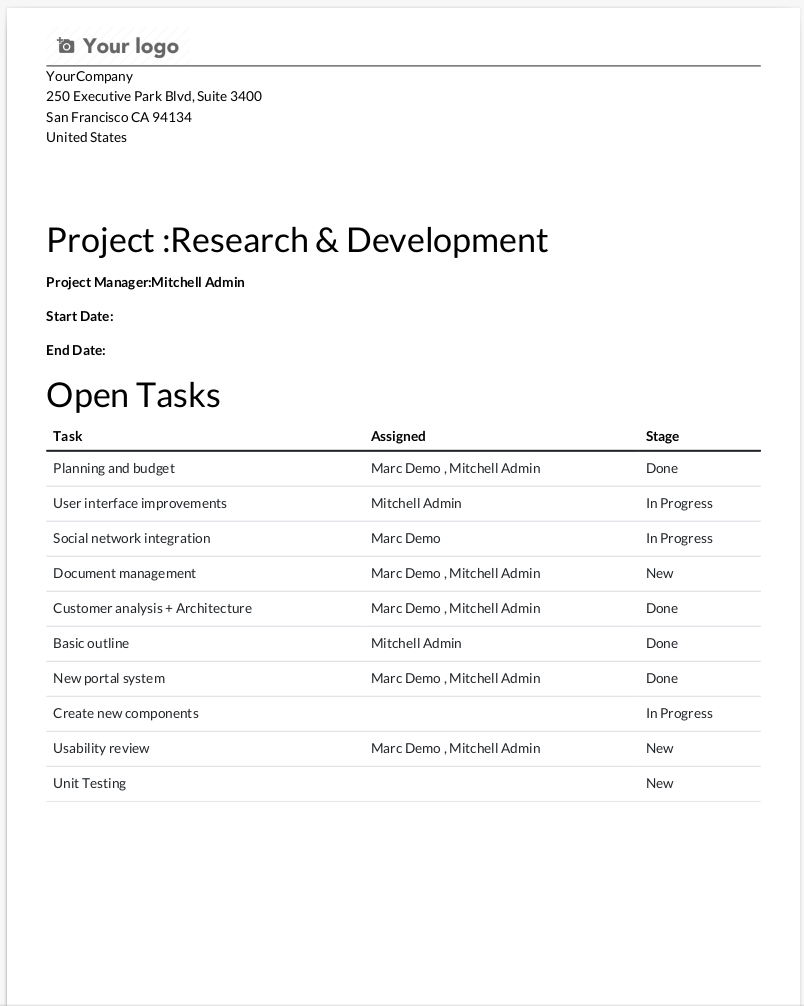 Your logo
YourCompany
250 Executive Park Blvd, Suite 3400
San Francisco CA 94134
United States
Project :Research & Development
Project Manager:Mitchell Admin
Start Date:
End Date:
Open Tasks
Task Assigned Stage
Planning and budget Marc Demo , Mitchell Admin Done
User interface improvements Mitchell Admin In Progress
Social network integration Marc Demo In Progress
Document management Marc Demo , Mitchell Admin New
Customer analysis + Architecture Marc Demo , Mitchell Admin Done
Basic outline Mitchell Admin Done
New portal system Marc Demo , Mitchell Admin Done
Create new components In Progress
Usability review Marc Demo , Mitchell Admin New
Unit Testing New